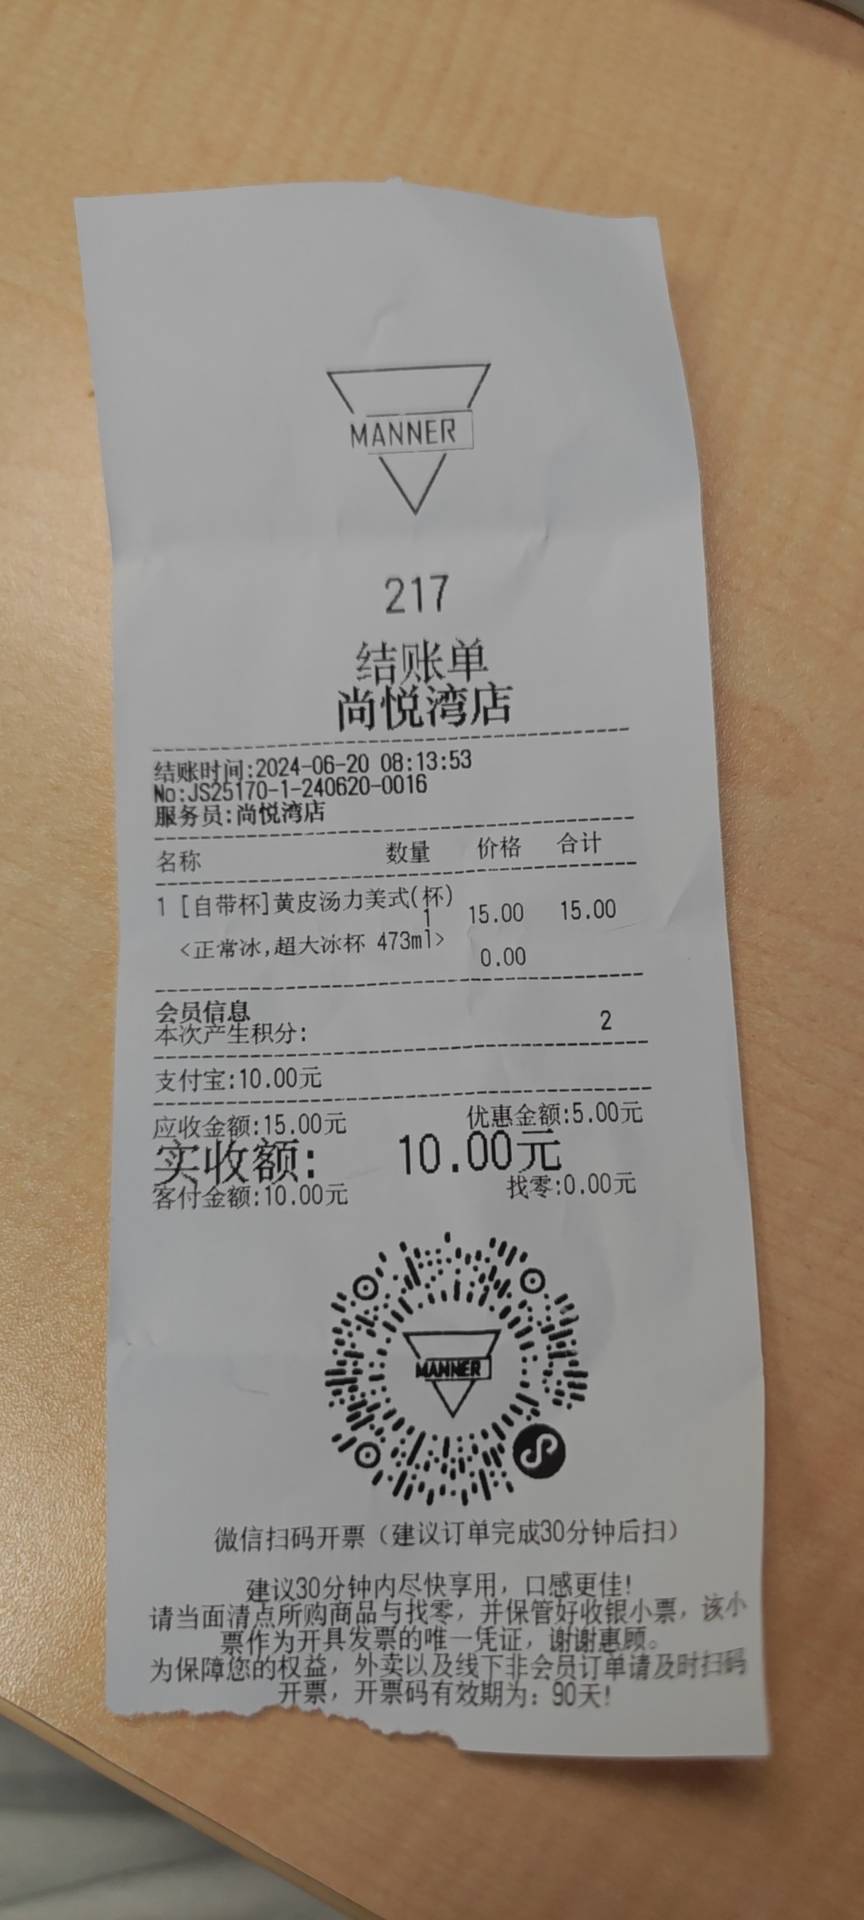 MANNER
217
结账单
尚悦湾店
结账时间:2024-06-20 08:13:53
No:JS25170-1-240620-0016
服务员:尚悦湾店
名称 数量 价格 合计
1 [自带杯]黄皮汤力美式(杯)
1 15.00 15.00
<正常冰,超大冰杯 473ml>
0.00
会员信息
本次产生积分: 2
支付宝:10.00元
应收金额:15.00元 优惠金额:5.00元
实收额: 10.00元
客付金额:10.00元 找零:0.00元
MANNER
微信扫码开票（建议订单完成30分钟后扫）
建议30分钟内尽快享用，口感更佳!
请当面清点所购商品与找零，并保管好收银小票，该小
票作为开具发票的唯一凭证，谢谢惠顾。
为保障您的权益，外卖以及线下非会员订单请及时扫码
开票，开票码有效期为：90天!